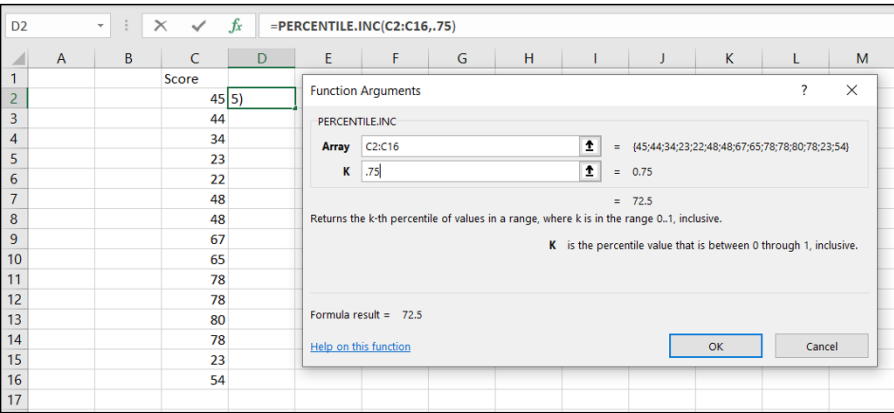 D2 fx =PERCENTILE.INC(C2:C16,.75)
A B C D E F G H I J K L M
1 Score
2 45 5)
3 44
4 34
5 23
6 22
7 48
8 48
9 67
10 65
11 78
12 78
13 80
14 78
15 23
16 54
17
Function Arguments ?
PERCENTILE.INC
Array C2:C16 = {45;44;34;23;22;48;48;67;65;78;78;80;78;23;54}
K .75 = 0.75
= 72.5
Returns the k-th percentile of values in a range, where k is in the range 0..1, inclusive.
K is the percentile value that is between 0 through 1, inclusive.
Formula result = 72.5
Help on this function OK Cancel